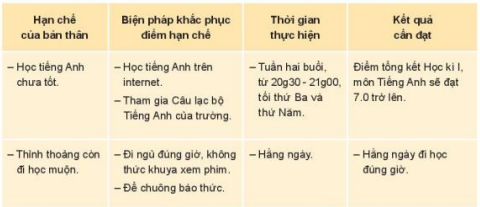 Hạn chế
của bản thân
Biện pháp khắc phục
điểm hạn chế
Thời gian
thực hiện
Kết quả
cần đạt
– Học tiếng Anh
chưa tốt.
– Học tiếng Anh trên
internet.
– Tham gia Câu lạc bộ
Tiếng Anh của trường.
– Tuần hai buổi,
từ 20g30 - 21g00,
tối thứ Ba và
thứ Năm.
Điểm tổng kết Học kì I,
môn Tiếng Anh sẽ đạt
7.0 trở lên.
– Thỉnh thoảng còn
đi học muộn.
– Đi ngủ đúng giờ, không
thức khuya xem phim.
– Để chuông báo thức.
– Hằng ngày.
– Hằng ngày đi học
đúng giờ.